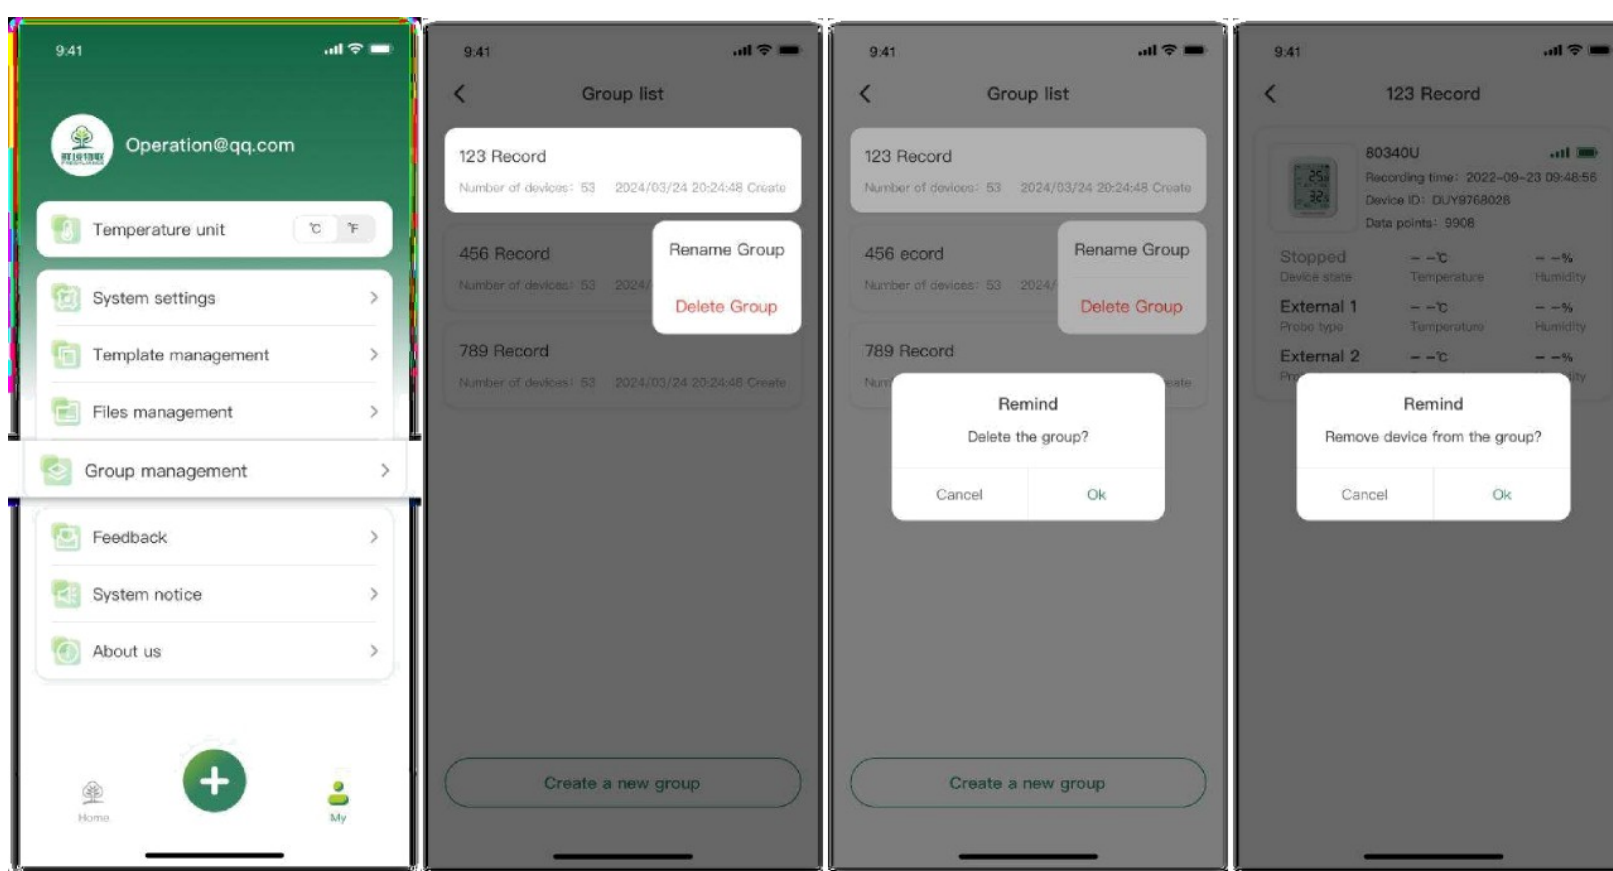 9:41
Operation@qq.com
Temperature unit
℃ ℉
System settings
Template management
Files management
Group management
Feedback
System notice
About us
Home
My
9:41
Group list
123 Record
Number of devices: 53 2024/03/24 20:24:48 Create
456 Record
Number of devices: 53 2024/
Rename Group
Delete Group
789 Record
Number of devices: 53 2024/03/24 20:24:48 Create
Create a new group
9:41
Group list
123 Record
Number of devices: 53 2024/03/24 20:24:48 Create
456 ecord
Number of devices: 53 2024/
Rename Group
Delete Group
789 Record
Remind
Delete the group?
Cancel Ok
Create a new group
9:41
123 Record
80340U
Recording time: 2022-09-23 09:48:56
Device ID: DUY9768028
Data points: 9908
Stopped - -℃ - -%
Device state Temperature Humidity
External 1 - -℃ - -%
Probe type Temperature Humidity
External 2 - -℃ - -%
Remind
Remove device from the group?
Cancel Ok